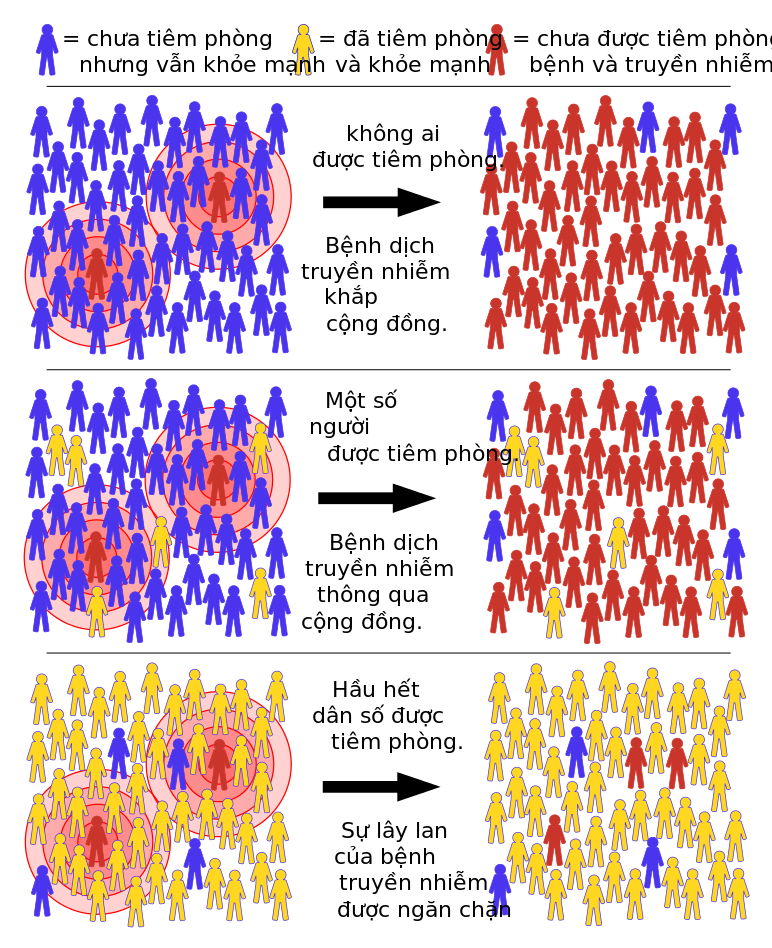 = chưa tiêm phòng
nhưng vẫn khỏe mạnh
= đã tiêm phòng
và khỏe mạnh
= chưa được tiêm phòng
bệnh và truyền nhiễm
không ai
được tiêm phòng.
Bệnh dịch
truyền nhiễm
khắp
cộng đồng.
Một số
người
được tiêm phòng.
Bệnh dịch
truyền nhiễm
thông qua
cộng đồng.
Hầu hết
dân số được
tiêm phòng.
Sự lây lan
của bệnh
truyền nhiễm
được ngăn chặn